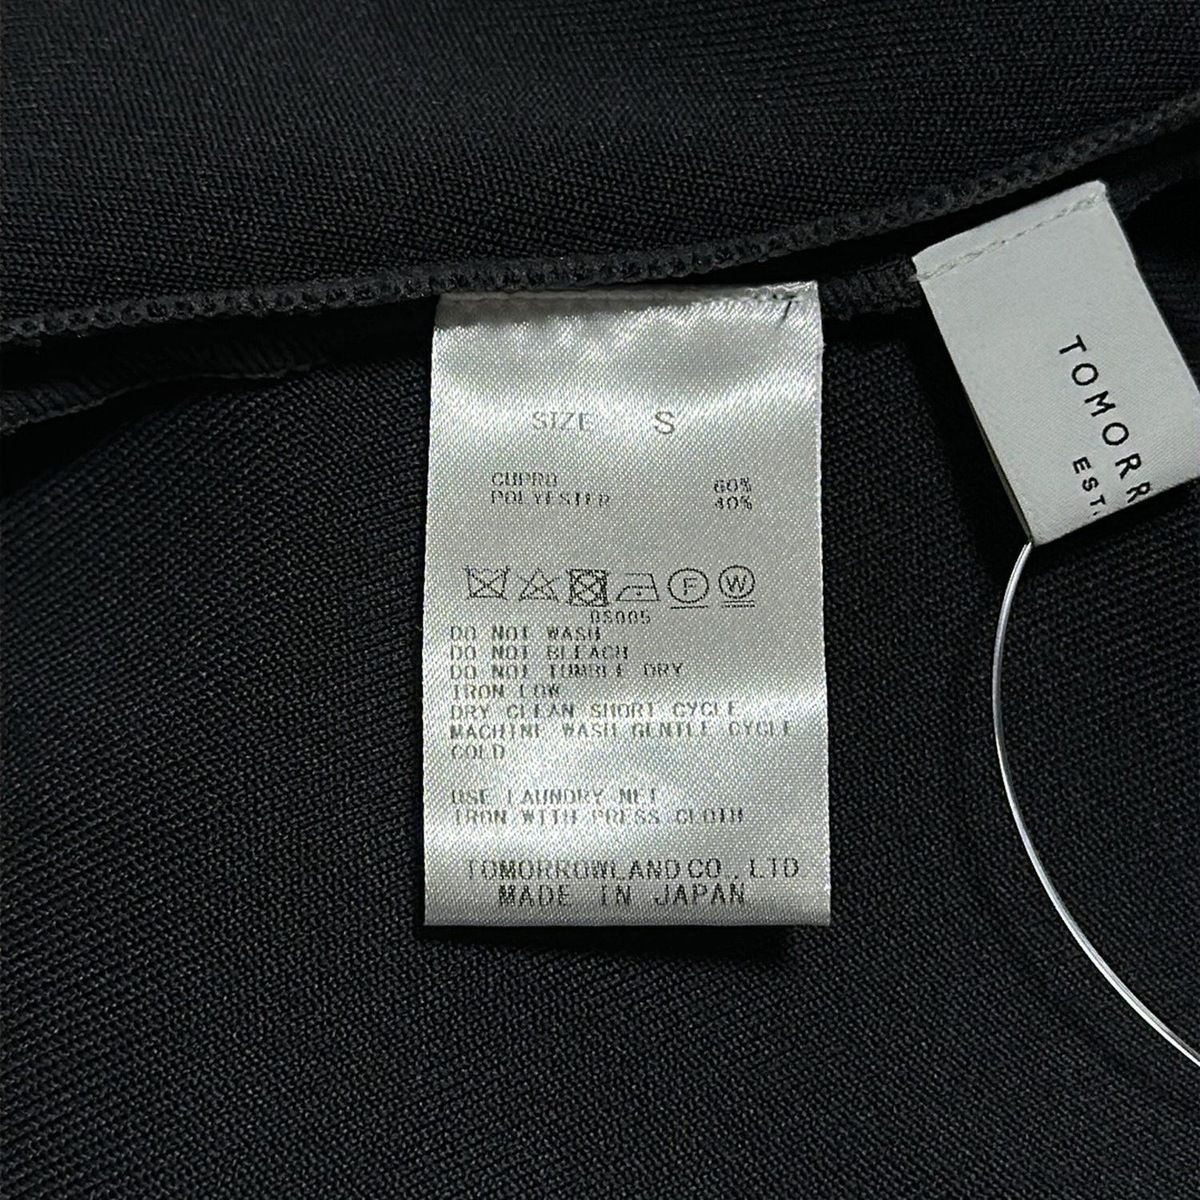 SIZE S
CUPRO 60%
POLYESTER 40%
F W
DS005
DO NOT WASH
DO NOT BLEACH
DO NOT TUMBLE DRY
IRON LOW
DRY CLEAN SHORT CYCLE
MACHINE WASH GENTLE CYCLE
COLD
USE LAUNDRY NET
IRON WITH PRESS CLOTH
TOMORROWLAND CO.,LTD
MADE IN JAPAN
TOMORR
EST.